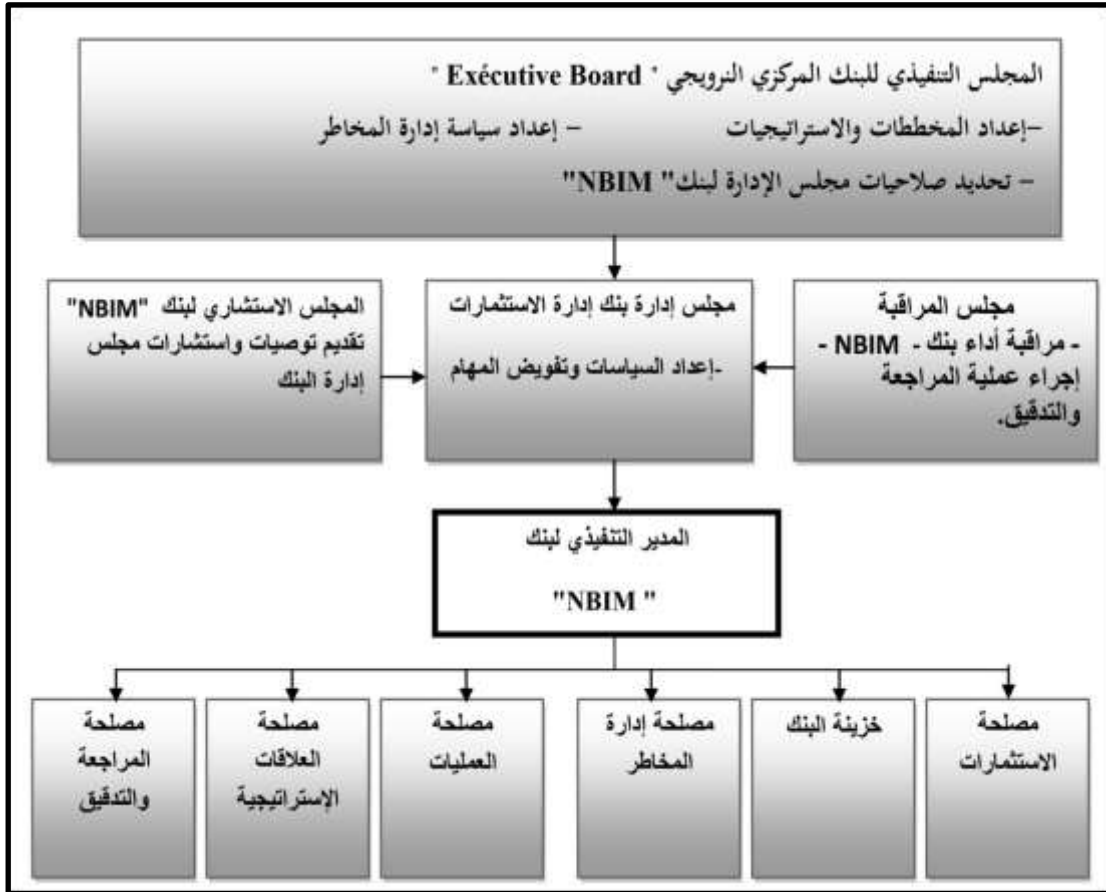 المجلس التنفيذي للبنك المركزي النرويجي " Exécutive Board "
–إعداد المخططات والاستراتيجيات – إعداد سياسة إدارة المخاطر
– تحديد صلاحيات مجلس الإدارة لبنك" NBIM"
مجلس المراقبة
- مراقبة أداء بنك - NBIM -
إجراء عملية المراجعة
والتدقيق.
مجلس إدارة بنك إدارة الاستثمارات
-إعداد السياسات وتفويض المهام
المجلس الاستشاري لبنك "NBIM"
تقديم توصيات واستشارات مجلس
إدارة البنك
المدير التنفيذي لبنك
"NBIM "
مصلحة
الاستثمارات
خزينة البنك
مصلحة إدارة
المخاطر
مصلحة
العمليات
مصلحة
العلاقات
الإستراتيجية
مصلحة
المراجعة
والتدقيق